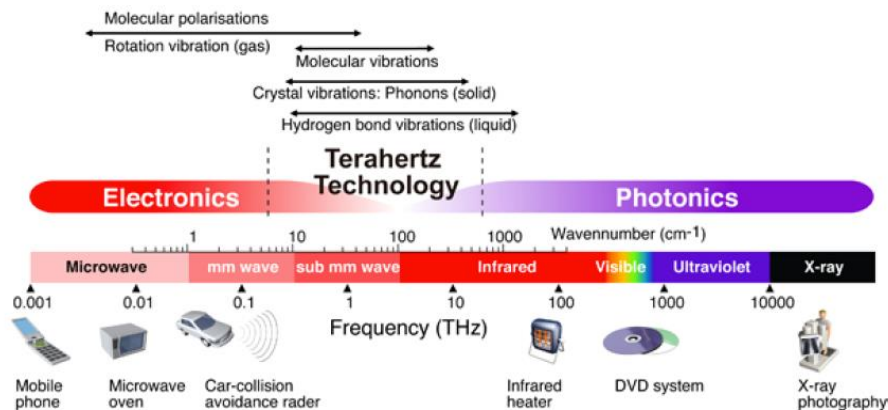 Molecular polarisations
Rotation vibration (gas)
Molecular vibrations
Crystal vibrations: Phonons (solid)
Hydrogen bond vibrations (liquid)
Terahertz
Technology
Electronics
Photonics
1 10 100 1000 Wavennumber (cm-1)
Microwave mm wave sub mm wave Infrared Visible Ultraviolet X-ray
0.001 0.01 0.1 1 10 100 1000 10000
Frequency (THz)
Mobile
phone
Microwave
oven
Car-collision
avoidance rader
Infrared
heater
DVD system
X-ray
photography